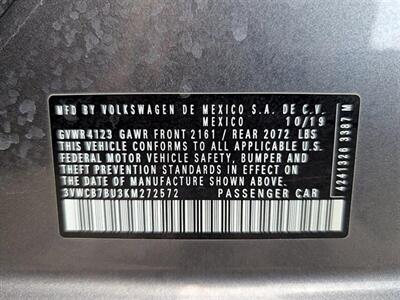 MFD. BY VOLKSWAGEN DE MEXICO S.A. DE C.V.
MEXICO 10/19
GVWR 4123 GAWR FRONT 2161 / REAR 2072 LBS
THIS VEHICLE CONFORMS TO ALL APPLICABLE U.S.
FEDERAL MOTOR VEHICLE SAFETY, BUMPER AND
THEFT PREVENTION STANDARDS IN EFFECT ON THE
DATE OF MANUFACTURE SHOWN ABOVE.
3VWCB7BU3KM272572 PASSENGER CAR
A241326 3387 M